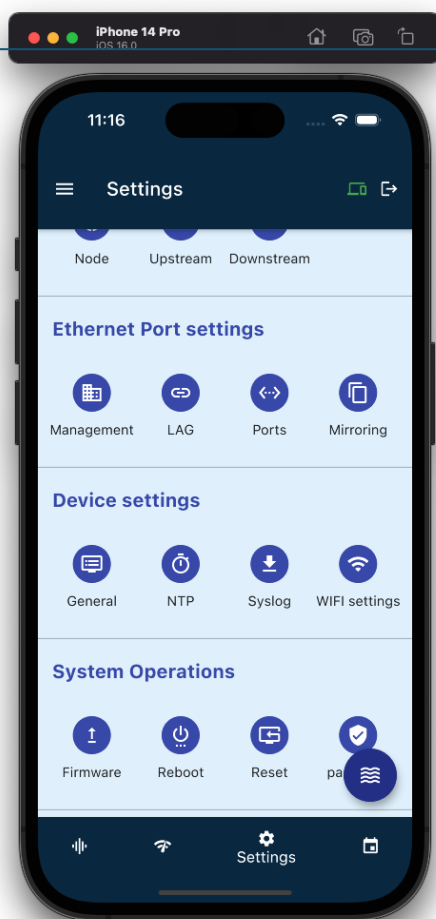 iPhone 14 Pro
iOS 16.0
11:16
Settings
Node Upstream Downstream
Ethernet Port settings
Management LAG Ports Mirroring
Device settings
General NTP Syslog WIFI settings
System Operations
Firmware Reboot Reset pa
Settings